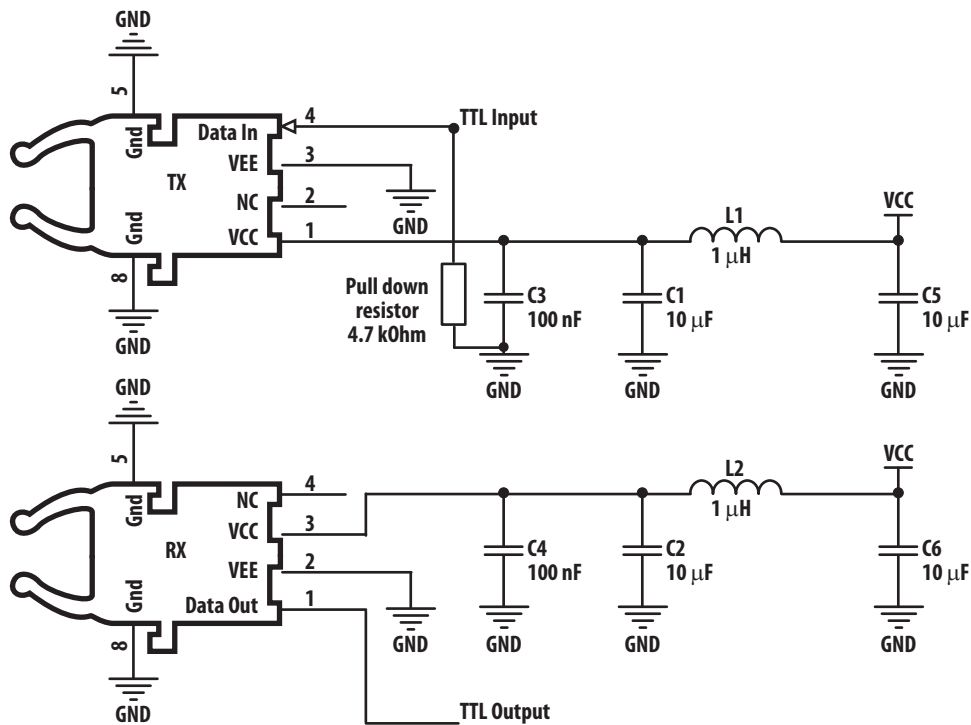 GND
5
Gnd
Data In
4
TTL Input
VEE
3
TX
NC
2
GND
VCC
1
L1
1 μH
VCC
Gnd
8
GND
Pull down
resistor
4.7 kOhm
C3
100 nF
GND
C1
10 μF
GND
C5
10 μF
GND
GND
5
Gnd
NC
4
VCC
3
RX
VEE
2
GND
Data Out
1
L2
1 μH
VCC
C4
100 nF
GND
C2
10 μF
GND
C6
10 μF
GND
Gnd
8
GND
TTL Output